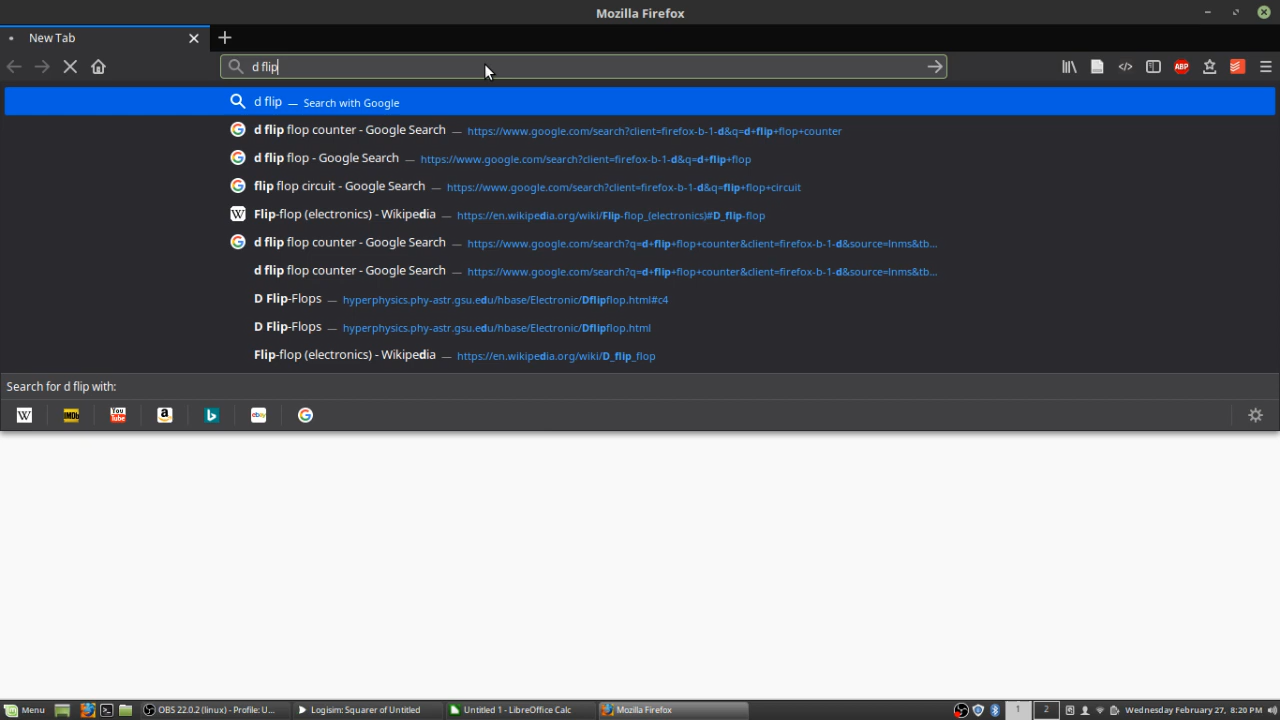 Mozilla Firefox
New Tab
d flip
d flip — Search with Google
d flip flop counter - Google Search — https://www.google.com/search?client=firefox-b-1-d&q=d+flip+flop+counter
d flip flop - Google Search — https://www.google.com/search?client=firefox-b-1-d&q=d+flip+flop
flip flop circuit - Google Search — https://www.google.com/search?client=firefox-b-1-d&q=flip+flop+circuit
W Flip-flop (electronics) - Wikipedia — https://en.wikipedia.org/wiki/Flip-flop_(electronics)#D_flip-flop
d flip flop counter - Google Search — https://www.google.com/search?q=d+flip+flop+counter&client=firefox-b-1-d&source=lnms&tb...
d flip flop counter - Google Search — https://www.google.com/search?q=d+flip+flop+counter&client=firefox-b-1-d&source=lnms&tb...
D Flip-Flops — hyperphysics.phy-astr.gsu.edu/hbase/Electronic/Dflipflop.html#c4
D Flip-Flops — hyperphysics.phy-astr.gsu.edu/hbase/Electronic/Dflipflop.html
Flip-flop (electronics) - Wikipedia — https://en.wikipedia.org/wiki/D_flip_flop
Search for d flip with:
W IMDb You Tube a b ebay G
Menu OBS 22.0.2 (linux) - Profile: U... Logisim: Squarer of Untitled Untitled 1 - LibreOffice Calc Mozilla Firefox 1 2 Wednesday February 27, 8:20 PM
ABP